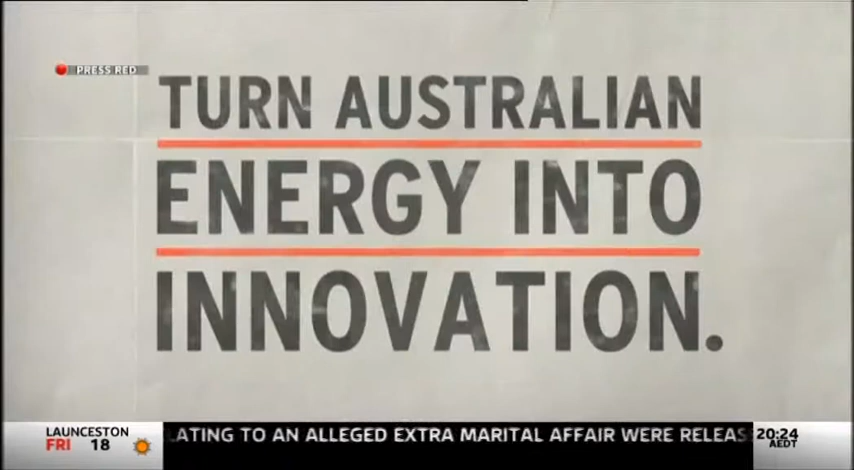 PRESS RED
TURN AUSTRALIAN
ENERGY INTO
INNOVATION.
LAUNCESTON
FRI 18
LATING TO AN ALLEGED EXTRA MARITAL AFFAIR WERE RELEAS
20:24
AEDT